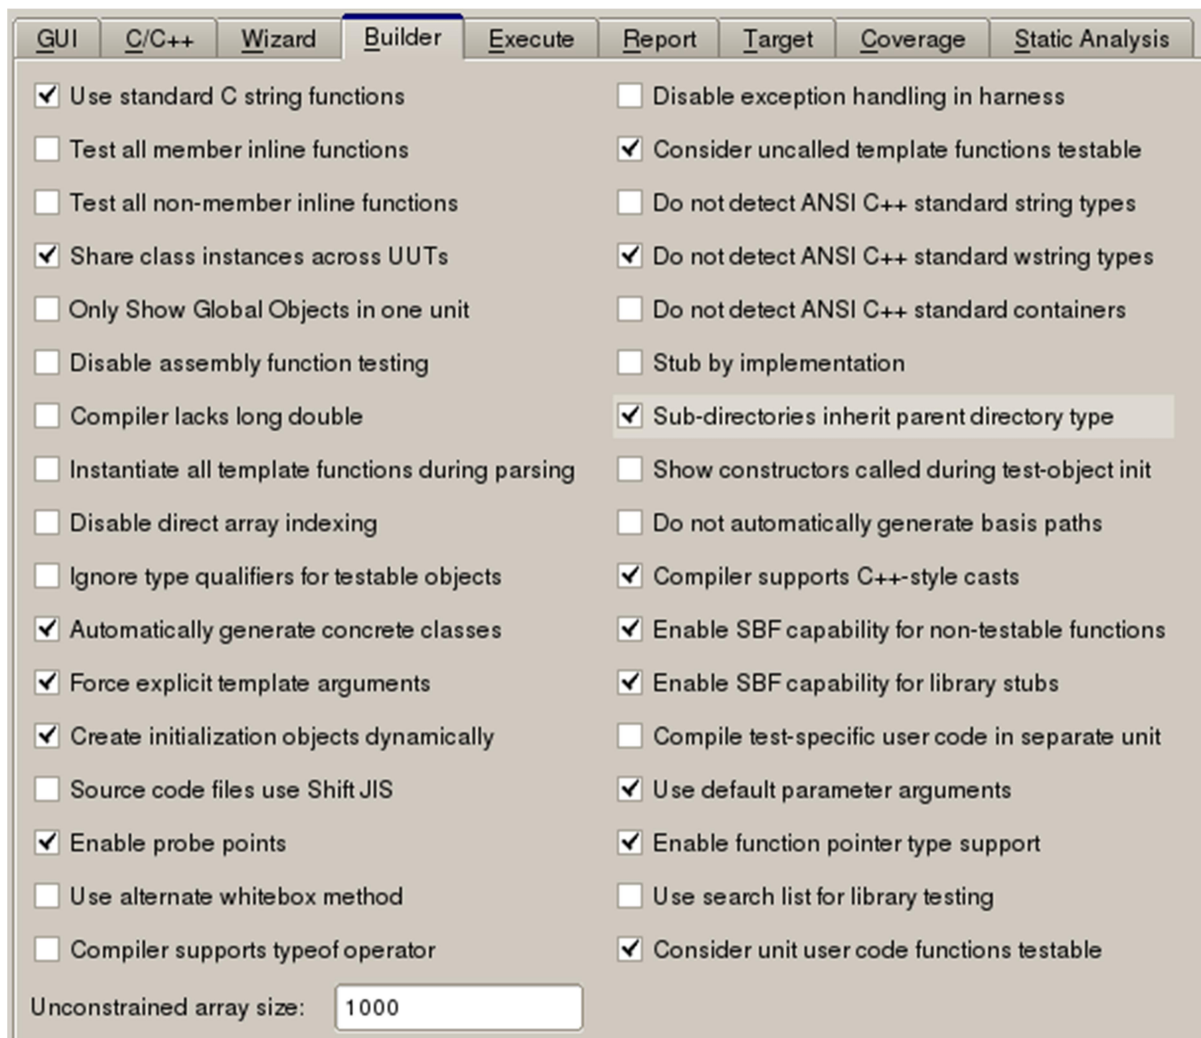 GUI C/C++ Wizard Builder Execute Report Target Coverage Static Analysis
Use standard C string functions
Test all member inline functions
Test all non-member inline functions
Share class instances across UUTs
Only Show Global Objects in one unit
Disable assembly function testing
Compiler lacks long double
Instantiate all template functions during parsing
Disable direct array indexing
Ignore type qualifiers for testable objects
Automatically generate concrete classes
Force explicit template arguments
Create initialization objects dynamically
Source code files use Shift JIS
Enable probe points
Use alternate whitebox method
Compiler supports typeof operator
Disable exception handling in harness
Consider uncalled template functions testable
Do not detect ANSI C++ standard string types
Do not detect ANSI C++ standard wstring types
Do not detect ANSI C++ standard containers
Stub by implementation
Sub-directories inherit parent directory type
Show constructors called during test-object init
Do not automatically generate basis paths
Compiler supports C++-style casts
Enable SBF capability for non-testable functions
Enable SBF capability for library stubs
Compile test-specific user code in separate unit
Use default parameter arguments
Enable function pointer type support
Use search list for library testing
Consider unit user code functions testable
Unconstrained array size: 1000